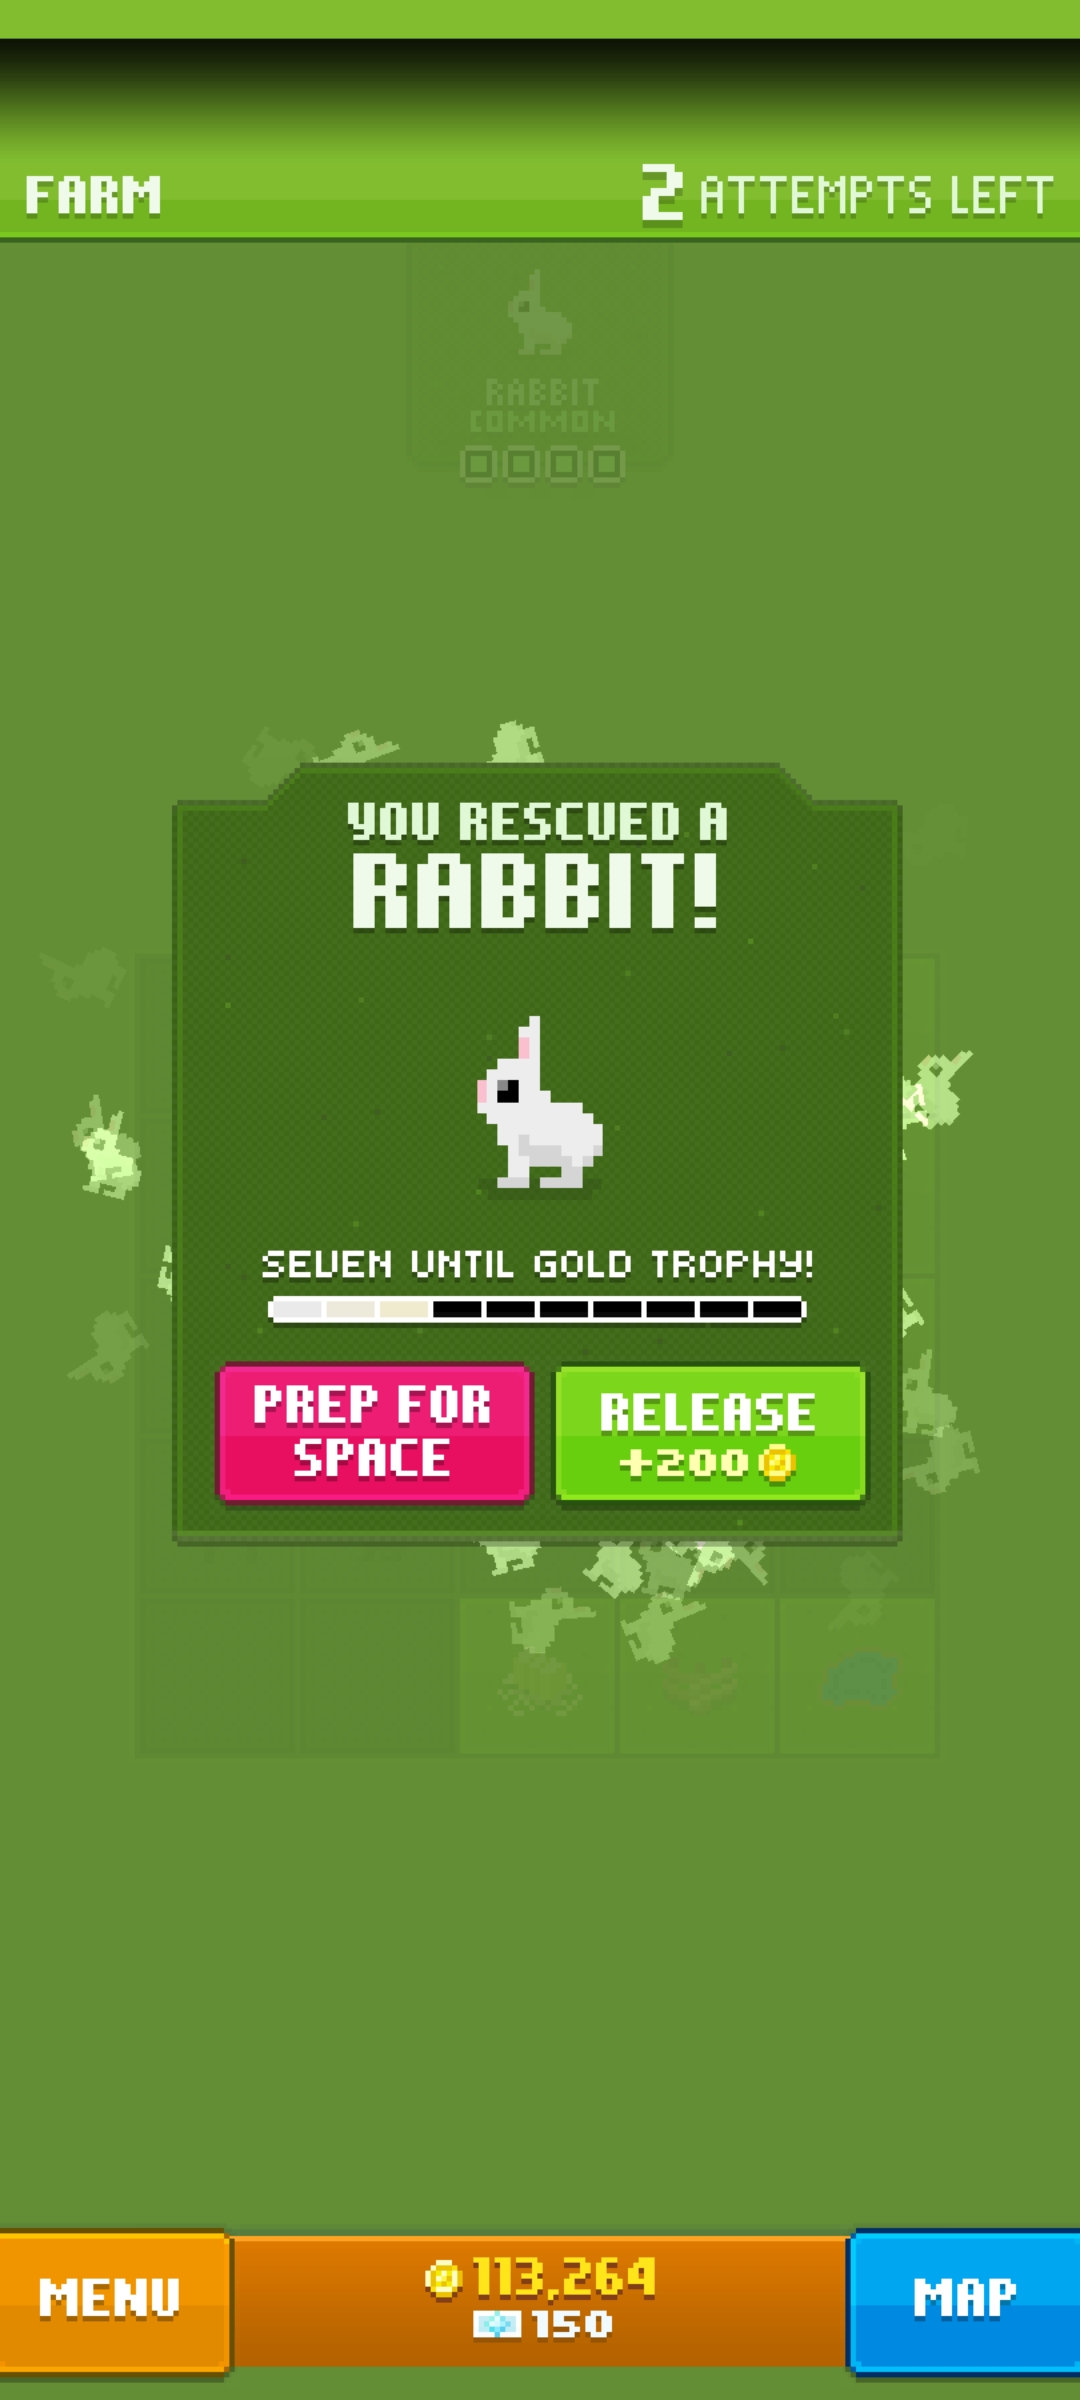 FARM
2 ATTEMPTS LEFT
RABBIT
COMMON
YOU RESCUED A
RABBIT!
SEVEN UNTIL GOLD TROPHY!
PREP FOR
SPACE
RELEASE
+200
MENU
113,264
150
MAP